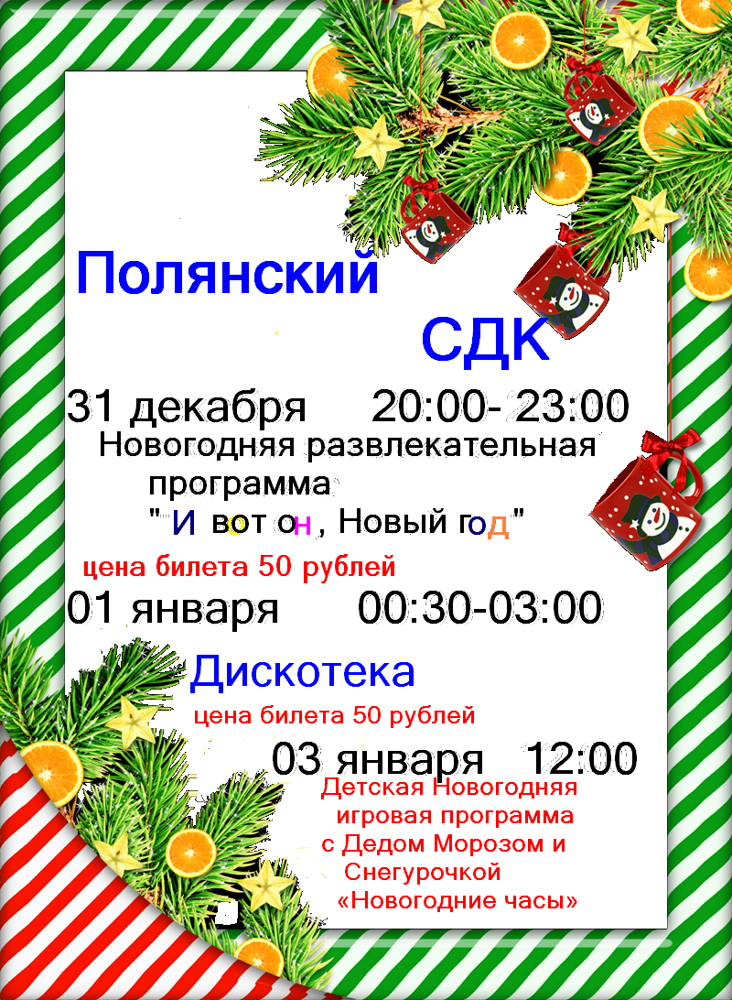 Полянский
СДК
31 декабря 20:00- 23:00
Новогодняя развлекательная
программа
" И вот он, Новый год"
цена билета 50 рублей
01 января 00:30-03:00
Дискотека
цена билета 50 рублей
03 января 12:00
Детская Новогодняя
игровая программа
с Дедом Морозом и
Снегурочкой
«Новогодние часы»